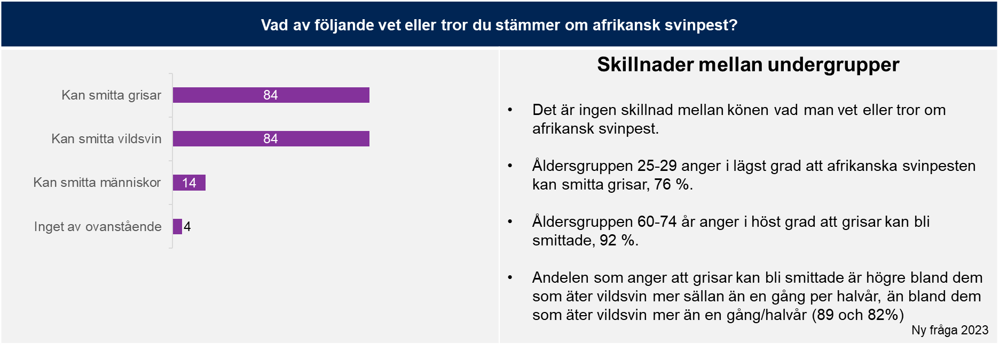 Vad av följande vet eller tror du stämmer om afrikansk svinpest?
Kan smitta grisar
84
Kan smitta vildsvin
84
Kan smitta människor
14
Inget av ovanstående
4
Skillnader mellan undergrupper
• Det är ingen skillnad mellan könen vad man vet eller tror om
afrikansk svinpest.
• Åldersgruppen 25-29 anger i lägst grad att afrikanska svinpesten
kan smitta grisar, 76 %.
• Åldersgruppen 60-74 år anger i höst grad att grisar kan bli
smittade, 92 %.
• Andelen som anger att grisar kan bli smittade är högre bland dem
som äter vildsvin mer sällan än en gång per halvår, än bland dem
som äter vildsvin mer än en gång/halvår (89 och 82%)
Ny fråga 2023